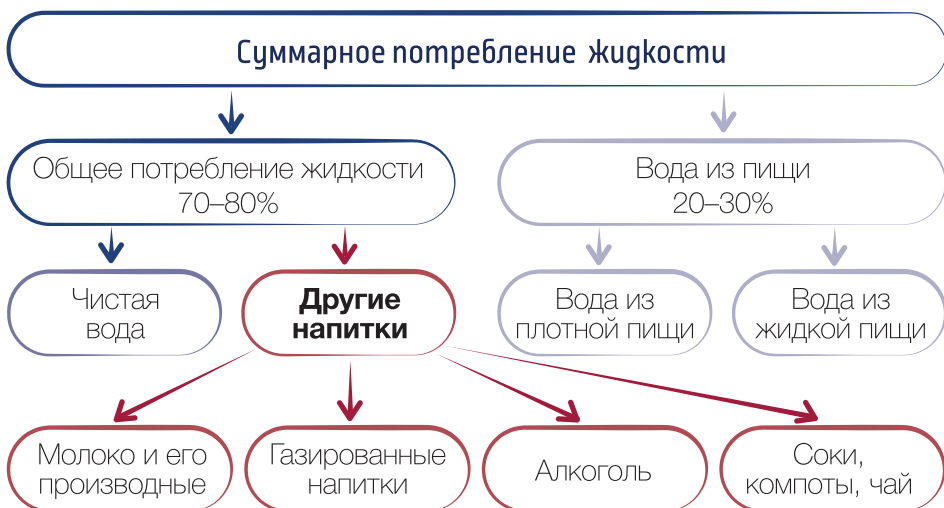 Суммарное потребление жидкости
Общее потребление жидкости
70–80%
Вода из пищи
20–30%
Чистая
вода
Другие
напитки
Вода из
плотной пищи
Вода из
жидкой пищи
Молоко и его
производные
Газированные
напитки
Алкоголь
Соки,
компоты, чай